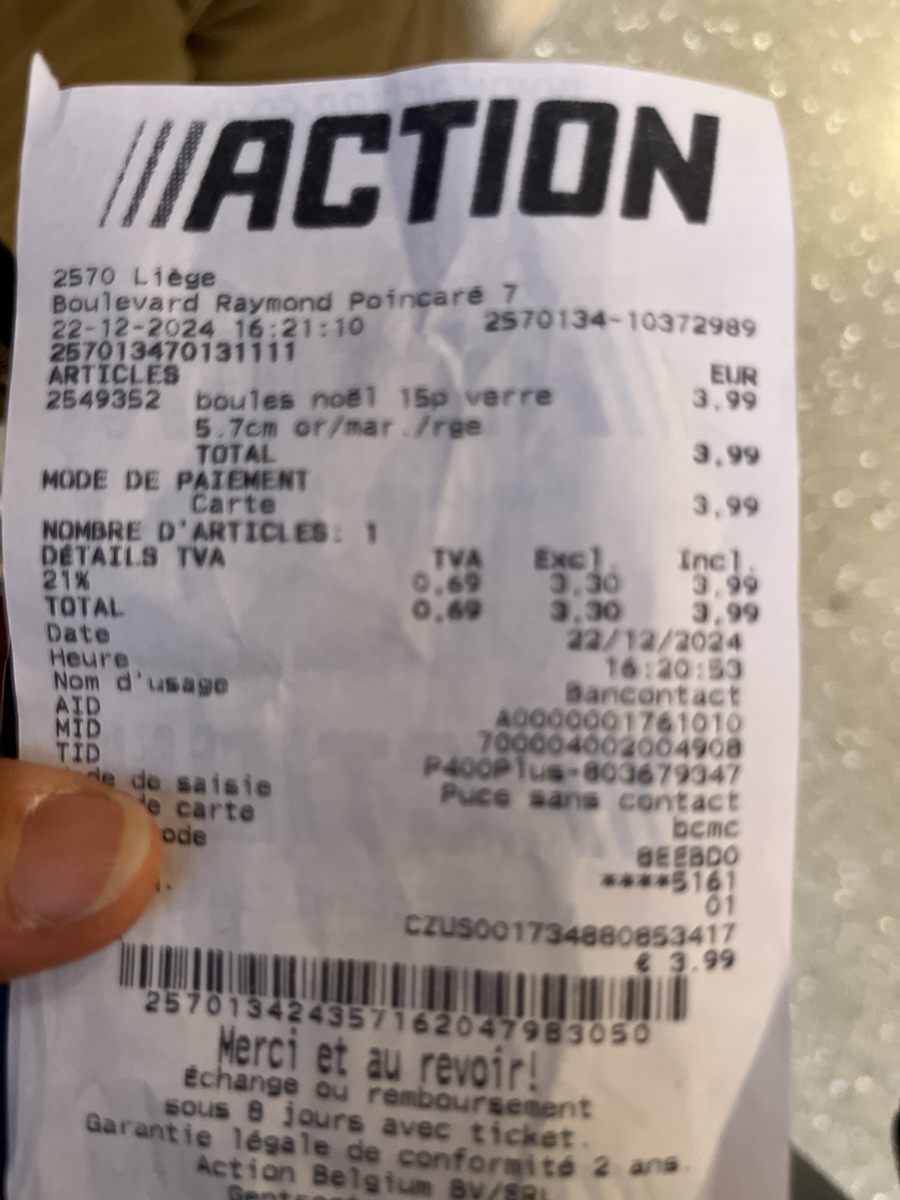 ACTION
2570 Liège
Boulevard Raymond Poincaré 7
22-12-2024 16:21:10 2570134-10372989
257013470131111
ARTICLES EUR
2549352 boules noël 15p verre 3.99
5.7cm or/mar./rge
TOTAL 3.99
MODE DE PAIEMENT
Carte 3.99
NOMBRE D'ARTICLES: 1
DÉTAILS TVA TVA Excl. Incl.
21% 0.69 3.30 3.99
TOTAL 0.69 3.30 3.99
Date 22/12/2024
Heure 16:20:53
Nom d'usage Bancontact
AID A0000001761010
MID 700004002004908
TID P400Plus-803679347
de saisie Puce sans contact
carte bcmc
BEEBDO
****5161
01
CZUS001734880853417
€ 3.99
257013424357162047983050
Merci et au revoir!
Échange ou remboursement
sous 8 jours avec ticket.
Garantie légale de conformité 2 ans.
Action Belgium BV/SRL